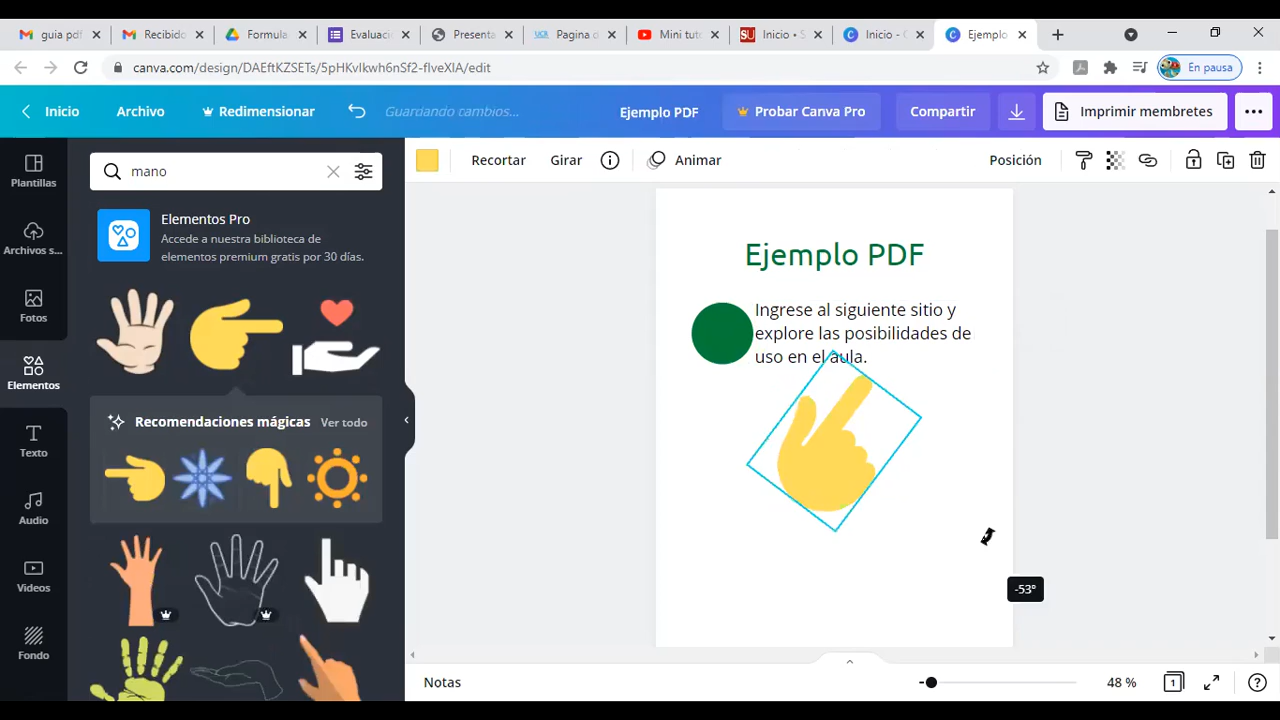 guia pdf
Recibido
Formula
Evaluaci
Presenta
Pagina d
Mini tut
Inicio • S
Inicio - C
Ejemplo
canva.com/design/DAEftKZSETs/5pHKvlkwh6nSf2-flveXIA/edit
En pausa
Inicio
Archivo
Redimensionar
Guardando cambios...
Ejemplo PDF
Probar Canva Pro
Compartir
Imprimir membretes
mano
Recortar
Girar
Animar
Posición
Plantillas
Archivos s...
Fotos
Elementos
Texto
Audio
Videos
Fondo
Elementos Pro
Accede a nuestra biblioteca de
elementos premium gratis por 30 días.
Recomendaciones mágicas
Ver todo
Ejemplo PDF
Ingrese al siguiente sitio y
explore las posibilidades de
uso en el aula.
-53°
Notas
48 %
1